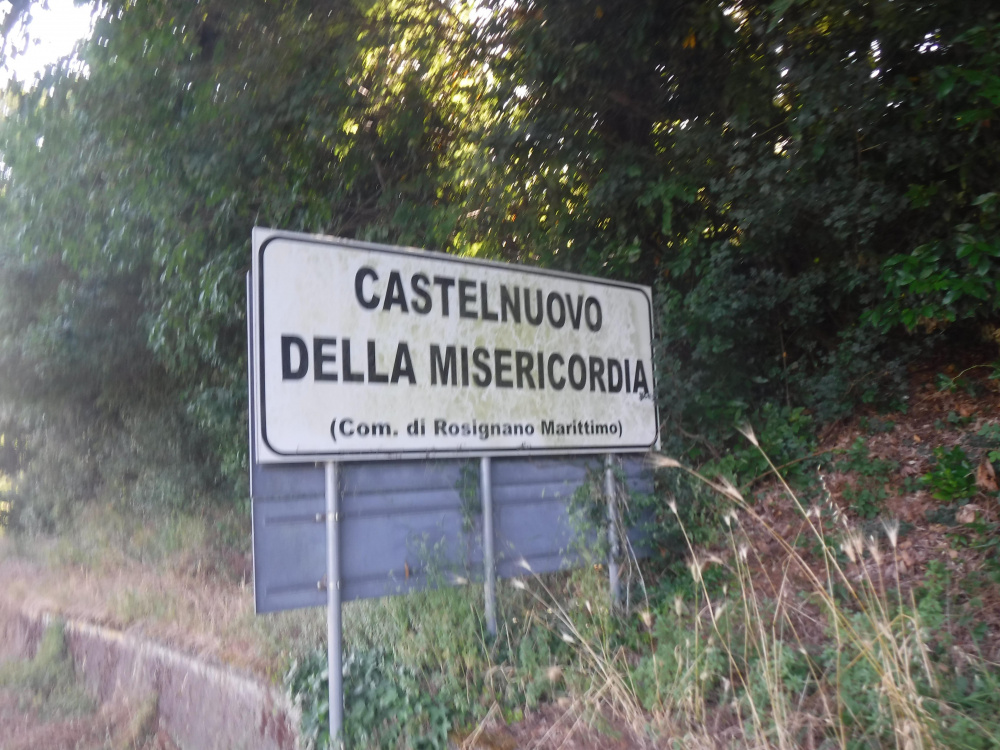 CASTELNUOVO
DELLA MISERICORDIA
(Com. di Rosignano Marittimo)